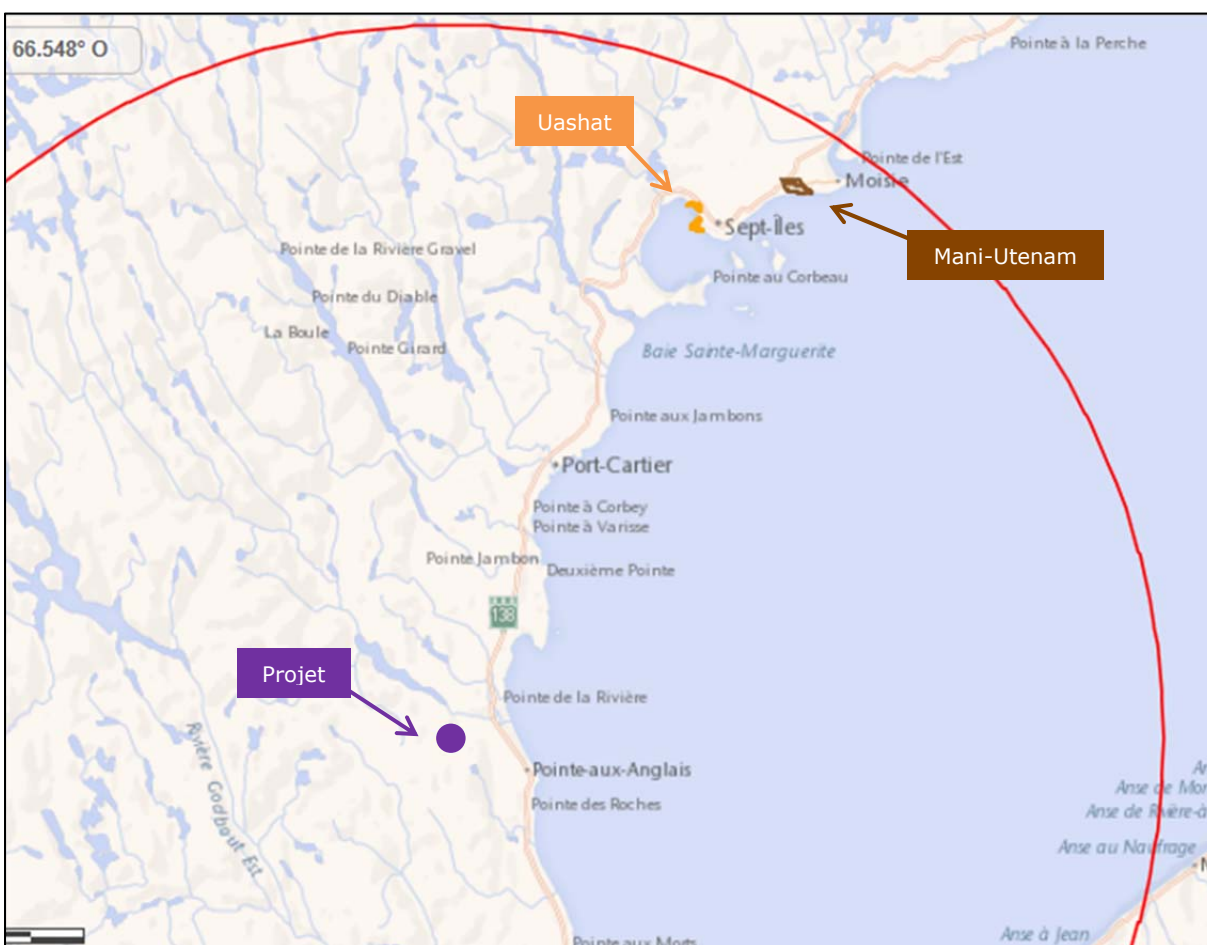 66.548° O
Pointe à la Perche
Uashat
Pointe de l'Est
Moisie
Sept-Îles
Pointe de la Rivière Gravel
Mani-Utenam
Pointe au Corbeau
Pointe du Diable
La Boule
Pointe Girard
Baie Sainte-Marguerite
Pointe aux Jambons
Port-Cartier
Pointe à Corbey
Pointe à Varisse
Pointe Jambon
Deuxième Pointe
138
Projet
Pointe de la Rivière
Rivière Godbout Est
Pointe-aux-Anglais
Pointe des Roches
Anse au Naufrage
Pointe aux Morts
Anse à Jean